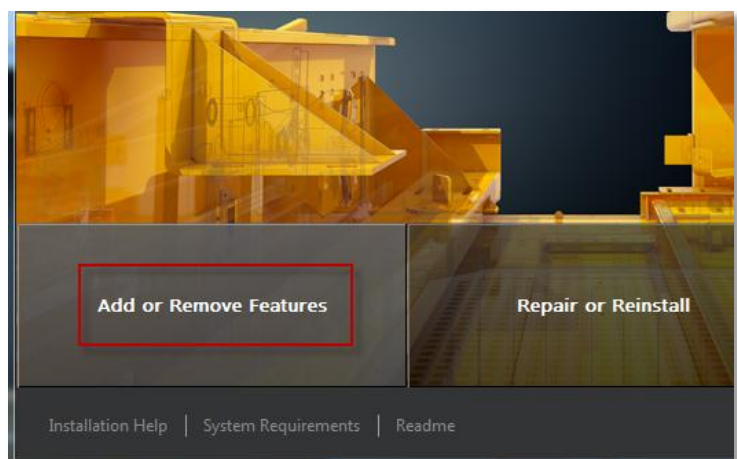 Add or Remove Features
Repair or Reinstall
Installation Help
System Requirements
Readme